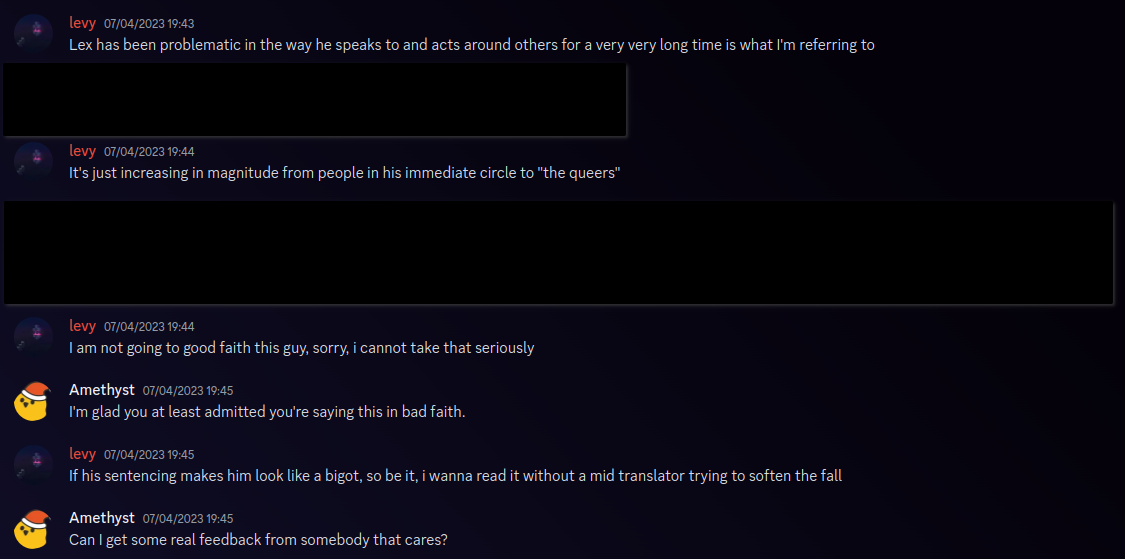 levy 07/04/2023 19:43
Lex has been problematic in the way he speaks to and acts around others for a very very long time is what I'm referring to
levy 07/04/2023 19:44
It's just increasing in magnitude from people in his immediate circle to "the queers"
levy 07/04/2023 19:44
I am not going to good faith this guy, sorry, i cannot take that seriously
Amethyst 07/04/2023 19:45
I'm glad you at least admitted you're saying this in bad faith.
levy 07/04/2023 19:45
If his sentencing makes him look like a bigot, so be it, i wanna read it without a mid translator trying to soften the fall
Amethyst 07/04/2023 19:45
Can I get some real feedback from somebody that cares?